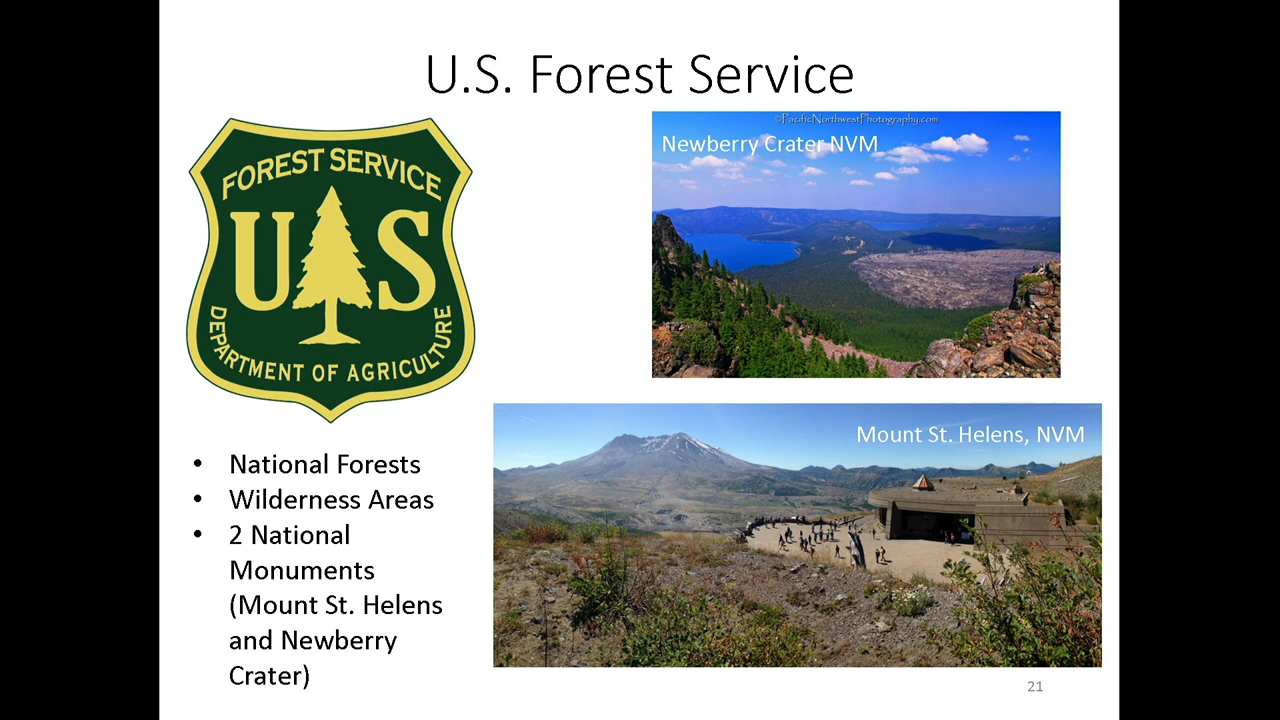 U.S. Forest Service
FOREST SERVICE
US
DEPARTMENT OF AGRICULTURE
©PacificNorthwestPhotography.com
Newberry Crater NVM
Mount St. Helens, NVM
• National Forests
• Wilderness Areas
• 2 National
Monuments
(Mount St. Helens
and Newberry
Crater)
21